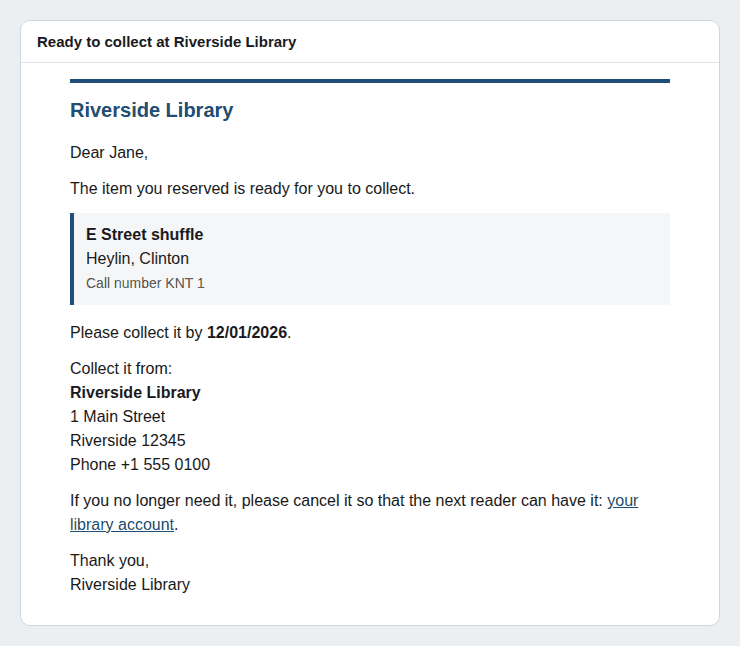 Ready to collect at Riverside Library
Riverside Library
Dear Jane,
The item you reserved is ready for you to collect.
E Street shuffle
Heylin, Clinton
Call number KNT 1
Please collect it by 12/01/2026.
Collect it from:
Riverside Library
1 Main Street
Riverside 12345
Phone +1 555 0100
If you no longer need it, please cancel it so that the next reader can have it: your
library account.
Thank you,
Riverside Library